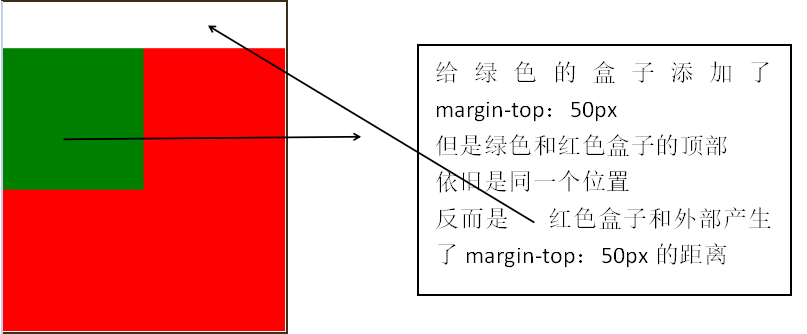 给绿色的盒子添加了
margin-top：50px
但是绿色和红色盒子的顶部
依旧是同一个位置
反而是 红色盒子和外部产生
了 margin-top：50px 的距离